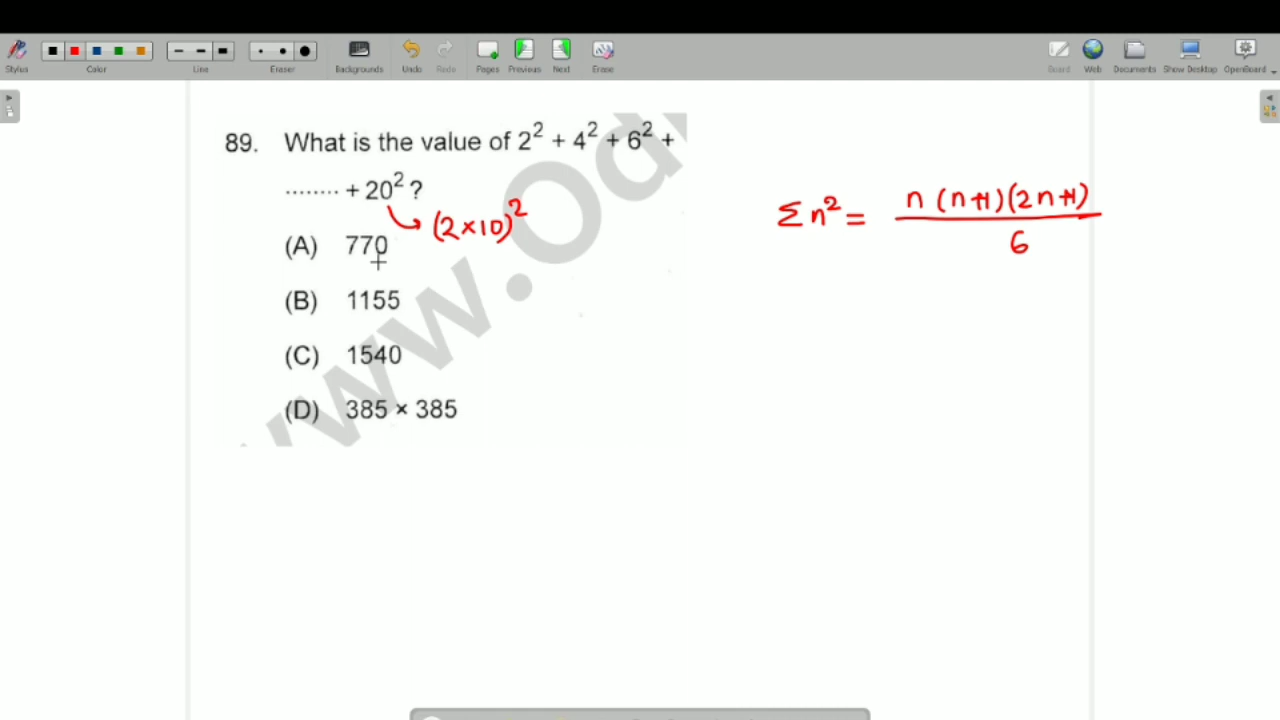 Stylus Color Line Eraser Backgrounds Undo Redo Pages Previous Next Erase Board Web Documents Show Desktop OpenBoard
89. What is the value of 2² + 4² + 6² +
........ + 20² ?
(2×10)²
Σn² = n(n+1)(2n+1)
6
(A) 770
(B) 1155
(C) 1540
(D) 385 × 385
www.Od